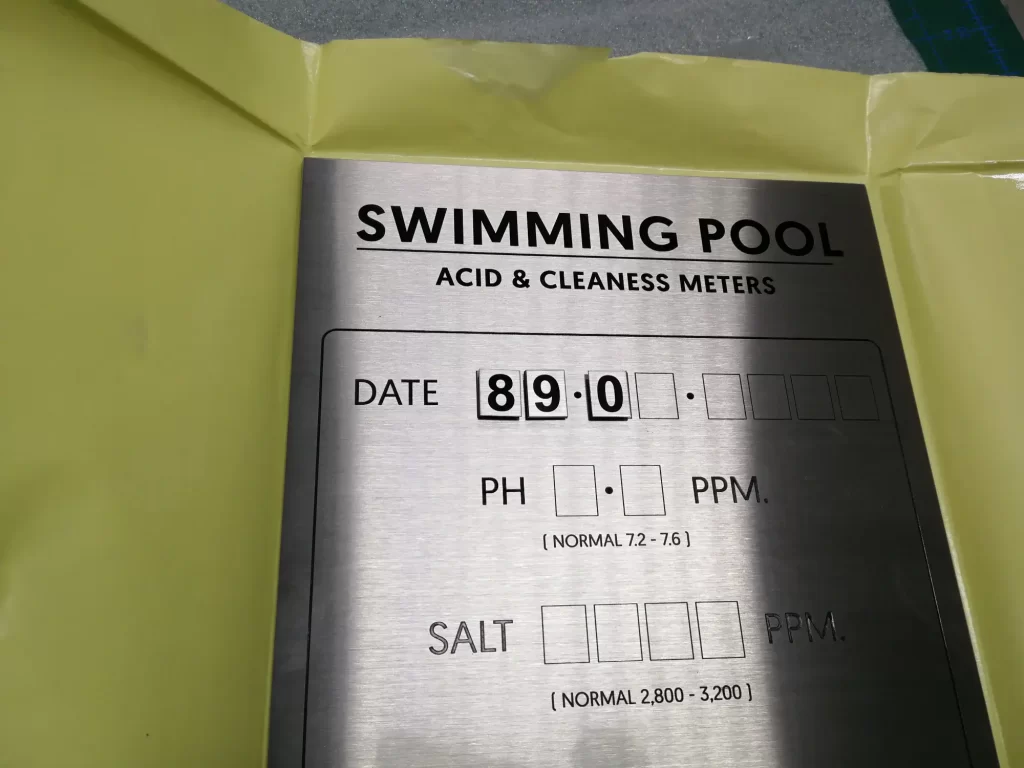 SWIMMING POOL
ACID & CLEANESS METERS
DATE 89.0 .
PH . PPM.
( NORMAL 7.2 - 7.6 )
SALT PPM.
( NORMAL 2,800 - 3,200 )